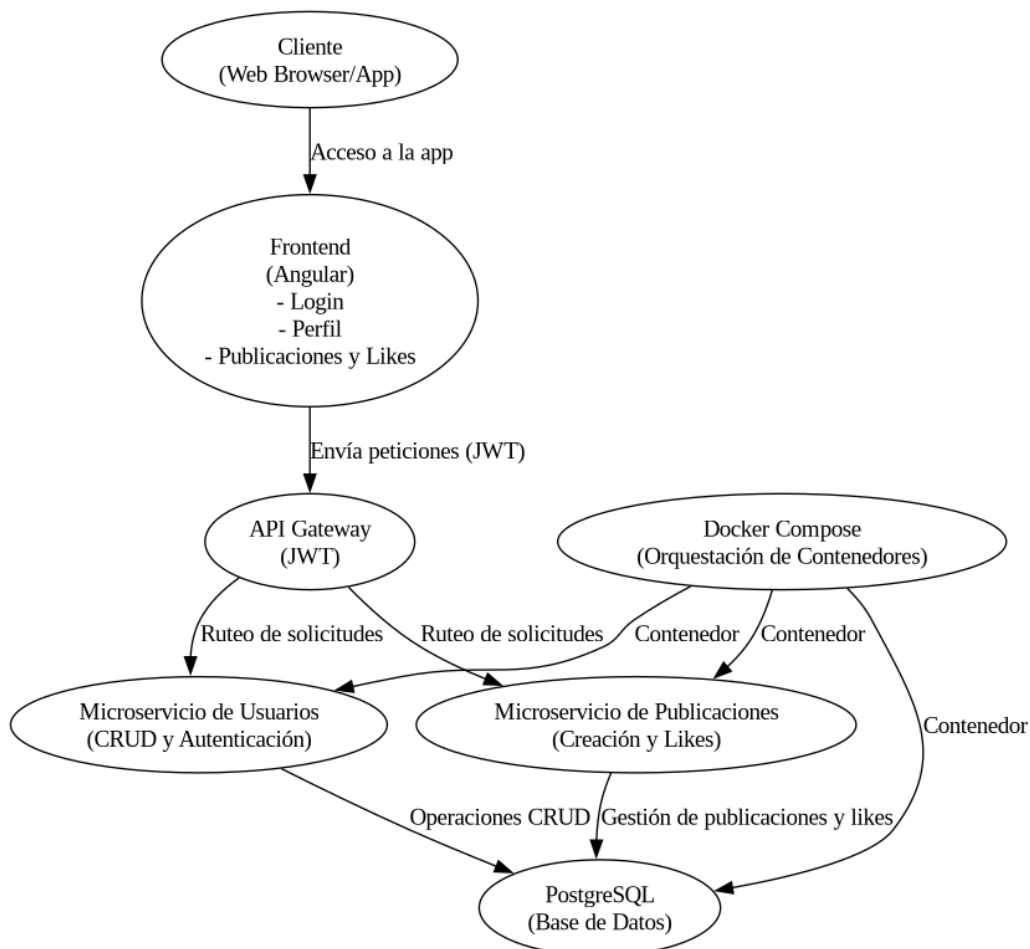 Cliente
(Web Browser/App)
Acceso a la app
Frontend
(Angular)
- Login
- Perfil
- Publicaciones y Likes
Envía peticiones (JWT)
API Gateway
(JWT)
Docker Compose
(Orquestación de Contenedores)
Ruteo de solicitudes
Ruteo de solicitudes
Contenedor
Contenedor
Microservicio de Usuarios
(CRUD y Autenticación)
Microservicio de Publicaciones
(Creación y Likes)
Contenedor
Operaciones CRUD
Gestión de publicaciones y likes
PostgreSQL
(Base de Datos)